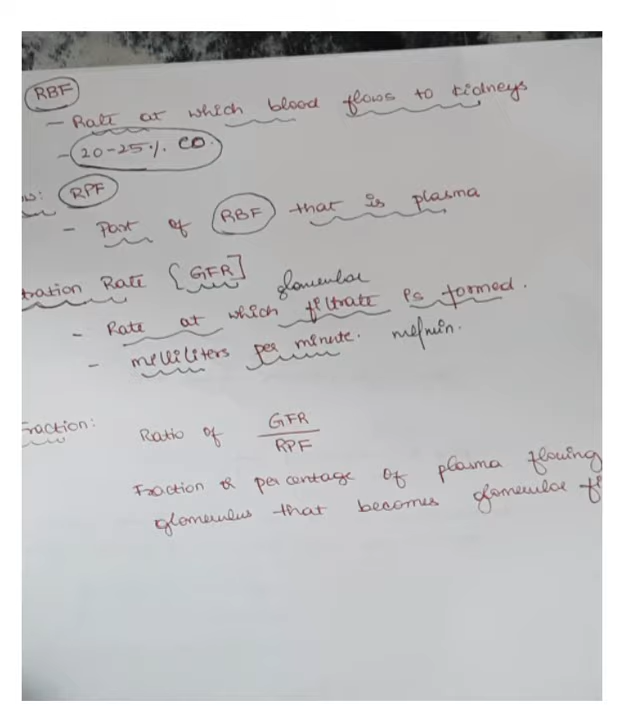 RBF
- Rate at which blood flows to kidneys
- 20-25% CO.
w: RPF
- Part of RBF that is plasma
tration Rate [GFR]
glomerular
- Rate at which filtrate is formed.
- milliliters per minute. ml/min.
Fraction: Ratio of GFR
RPF
Fraction & percentage of plasma flowing
glomerulus that becomes glomerular fi